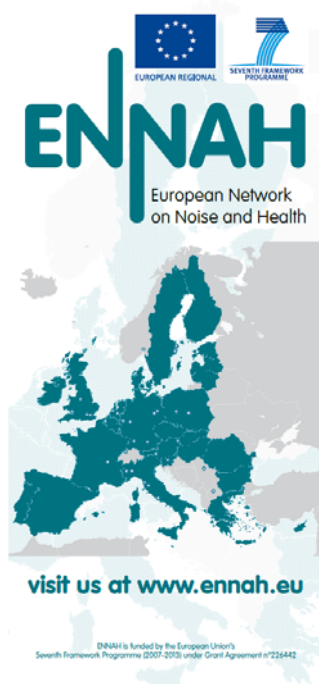 EUROPEAN REGIONAL
SEVENTH FRAMEWORK
PROGRAMME
ENNAH
European Network
on Noise and Health
visit us at www.ennah.eu
ENNAH is funded by the European Union's
Seventh Framework Programme (2007-2013) under Grant Agreement n°226442